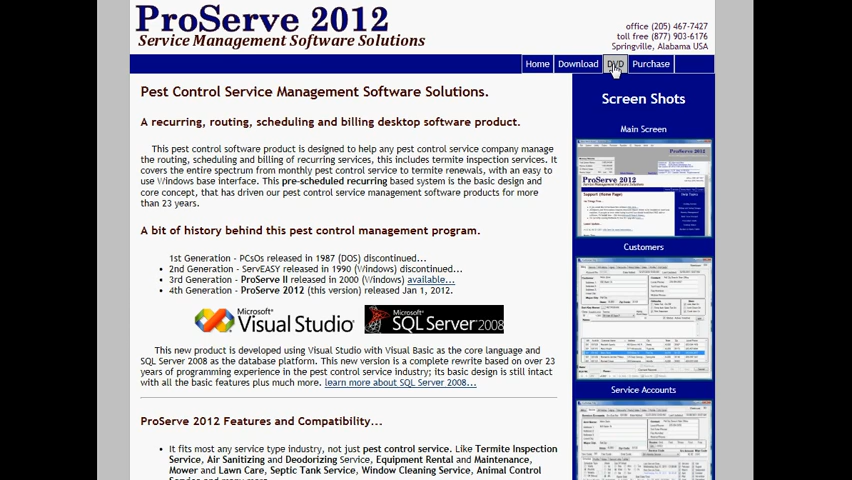 ProServe 2012
Service Management Software Solutions
office (205) 467-7427
toll free (877) 903-6176
Springville, Alabama USA
Home Download DVD Purchase
Pest Control Service Management Software Solutions.
A recurring, routing, scheduling and billing desktop software product.
This pest control software product is designed to help any pest control service company manage
the routing, scheduling and billing of recurring services, this includes termite inspection services. It
covers the entire spectrum from monthly pest control service to termite renewals, with an easy to
use Windows base interface. This pre-scheduled recurring based system is the basic design and
core concept, that has driven our pest control service management software products for more
than 23 years.
A bit of history behind this pest control management program.
1st Generation - PCsOs released in 1987 (DOS) discontinued...
• 2nd Generation - ServEASY released in 1990 (Windows) discontinued...
• 3rd Generation - ProServe II released in 2000 (Windows) available...
• 4th Generation - ProServe 2012 (this version) released Jan 1, 2012.
Microsoft
Visual Studio
Microsoft
SQL Server 2008
This new product is developed using Visual Studio with Visual Basic as the core language and
SQL Server 2008 as the database platform. This new version is a complete rewrite based on over 23
years of programming experience in the pest control service industry; its basic design is still intact
with all the basic features plus much more. learn more about SQL Server 2008...
ProServe 2012 Features and Compatibility...
• It fits most any service type industry, not just pest control service. Like Termite Inspection
Service, Air Sanitizing and Deodorizing Service, Equipment Rental and Maintenance,
Mower and Lawn Care, Septic Tank Service, Window Cleaning Service, Animal Control
Screen Shots
Main Screen
ProServe 2012
Customers
Service Accounts